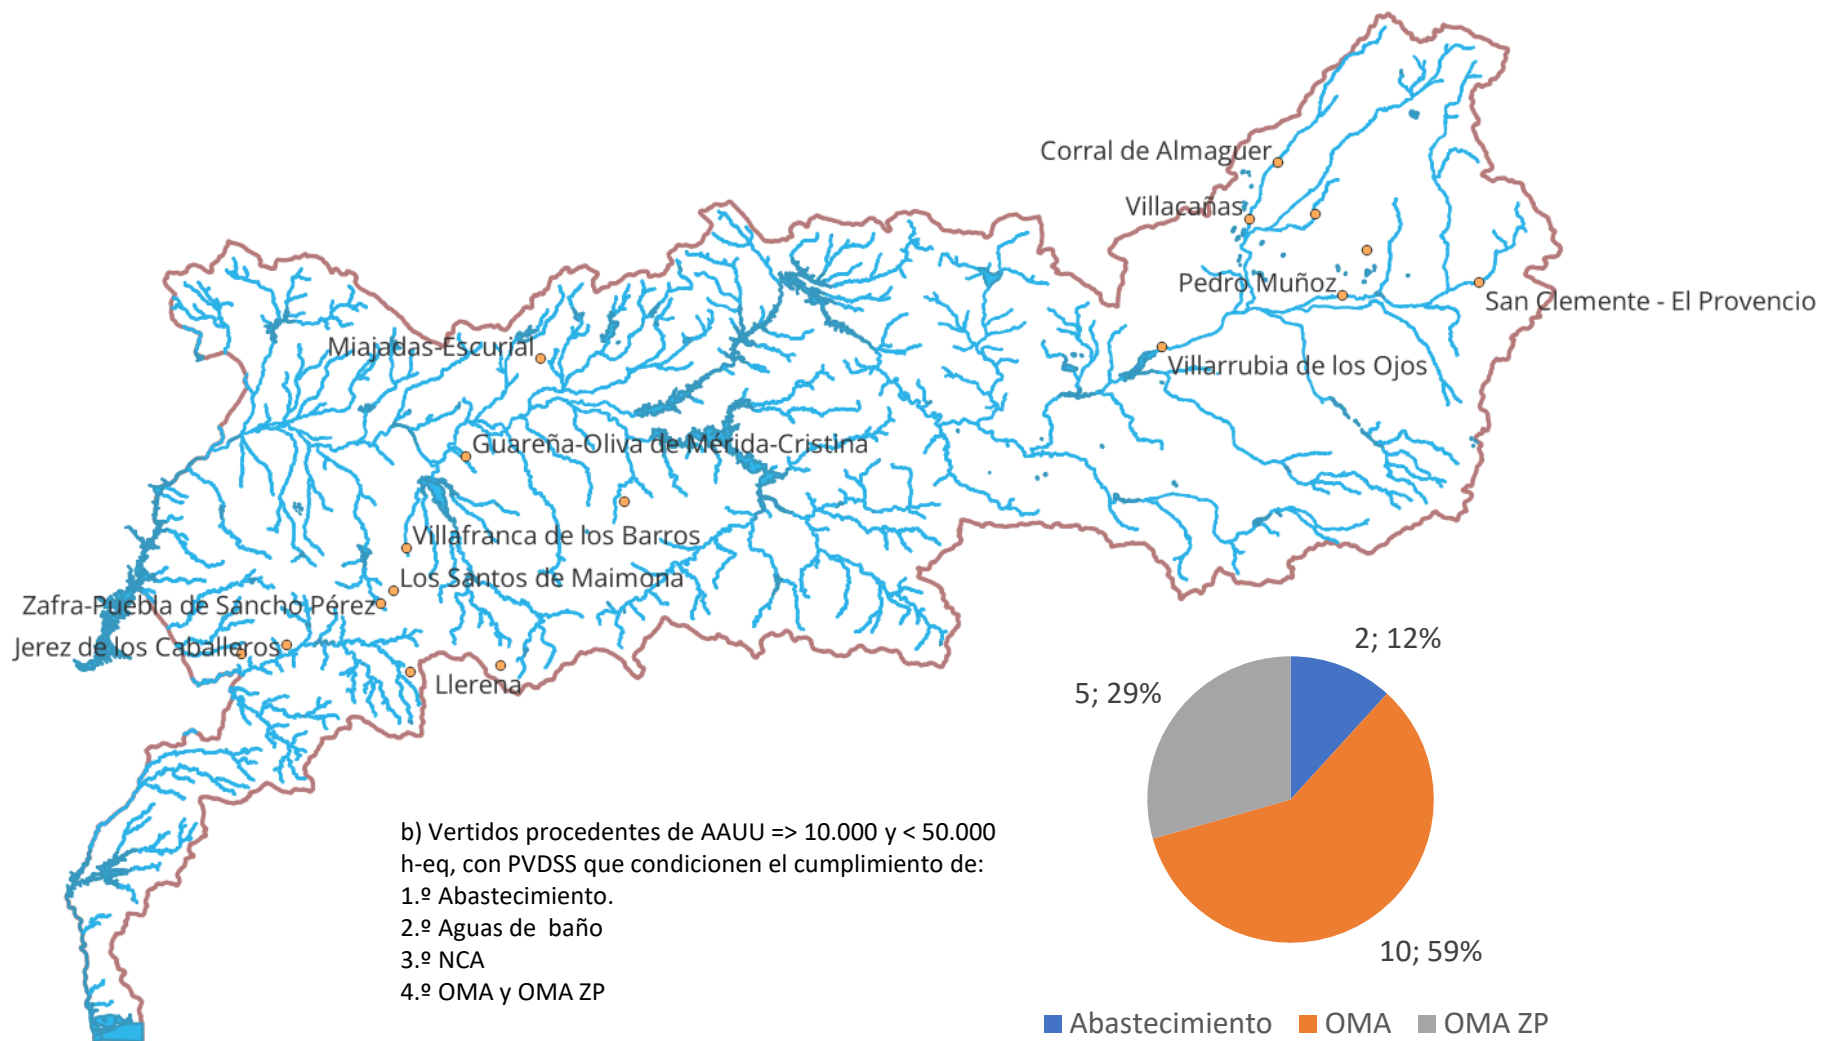 Corral de Almaguer
Villacañas
Pedro Muñoz
San Clemente - El Provencio
Miajadas-Escurial
Villarrubia de los Ojos
Guareña-Oliva de Mérida-Cristina
Villafranca de los Barros
Los Santos de Maimona
Zafra-Puebla de Sancho Pérez
Jerez de los Caballeros
Llerena
2; 12%
5; 29%
10; 59%
b) Vertidos procedentes de AAUU => 10.000 y < 50.000
h-eq, con PVDSS que condicionen el cumplimiento de:
1.º Abastecimiento.
2.º Aguas de  baño
3.º NCA
4.º OMA y OMA ZP
Abastecimiento OMA OMA ZP